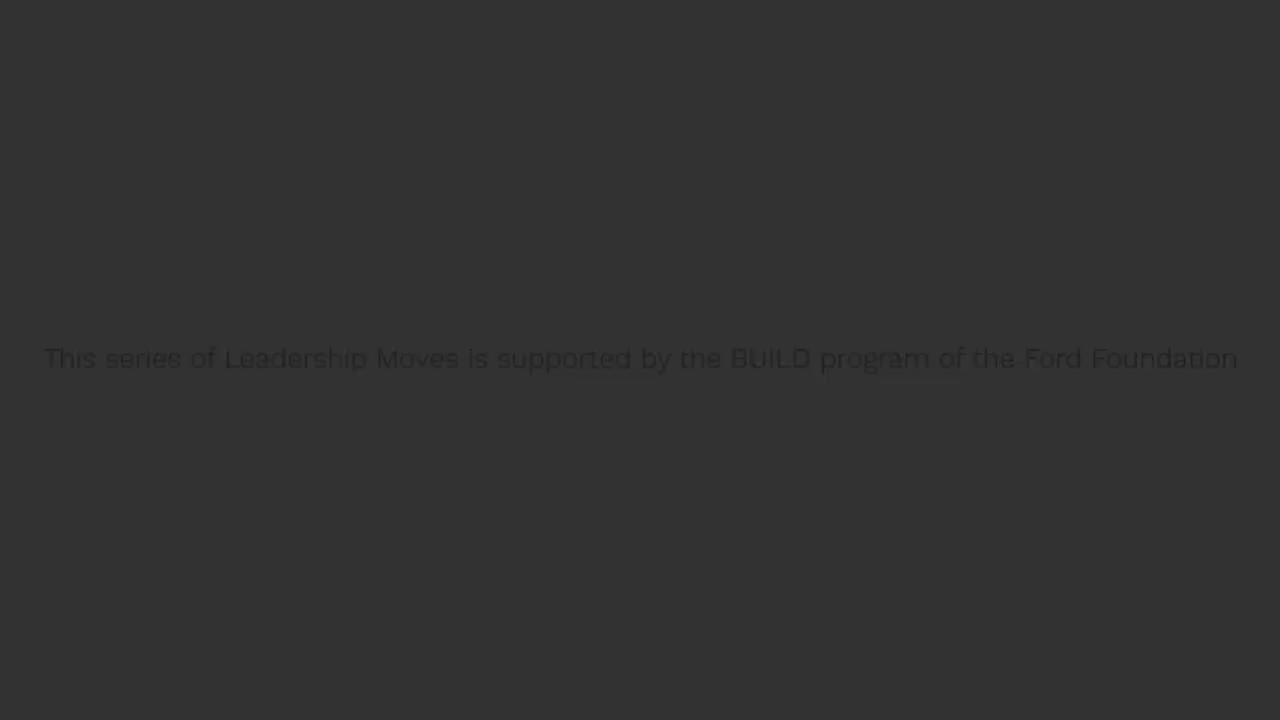 This series of Leadership Moves is supported by the BUILD program of the Ford Foundation